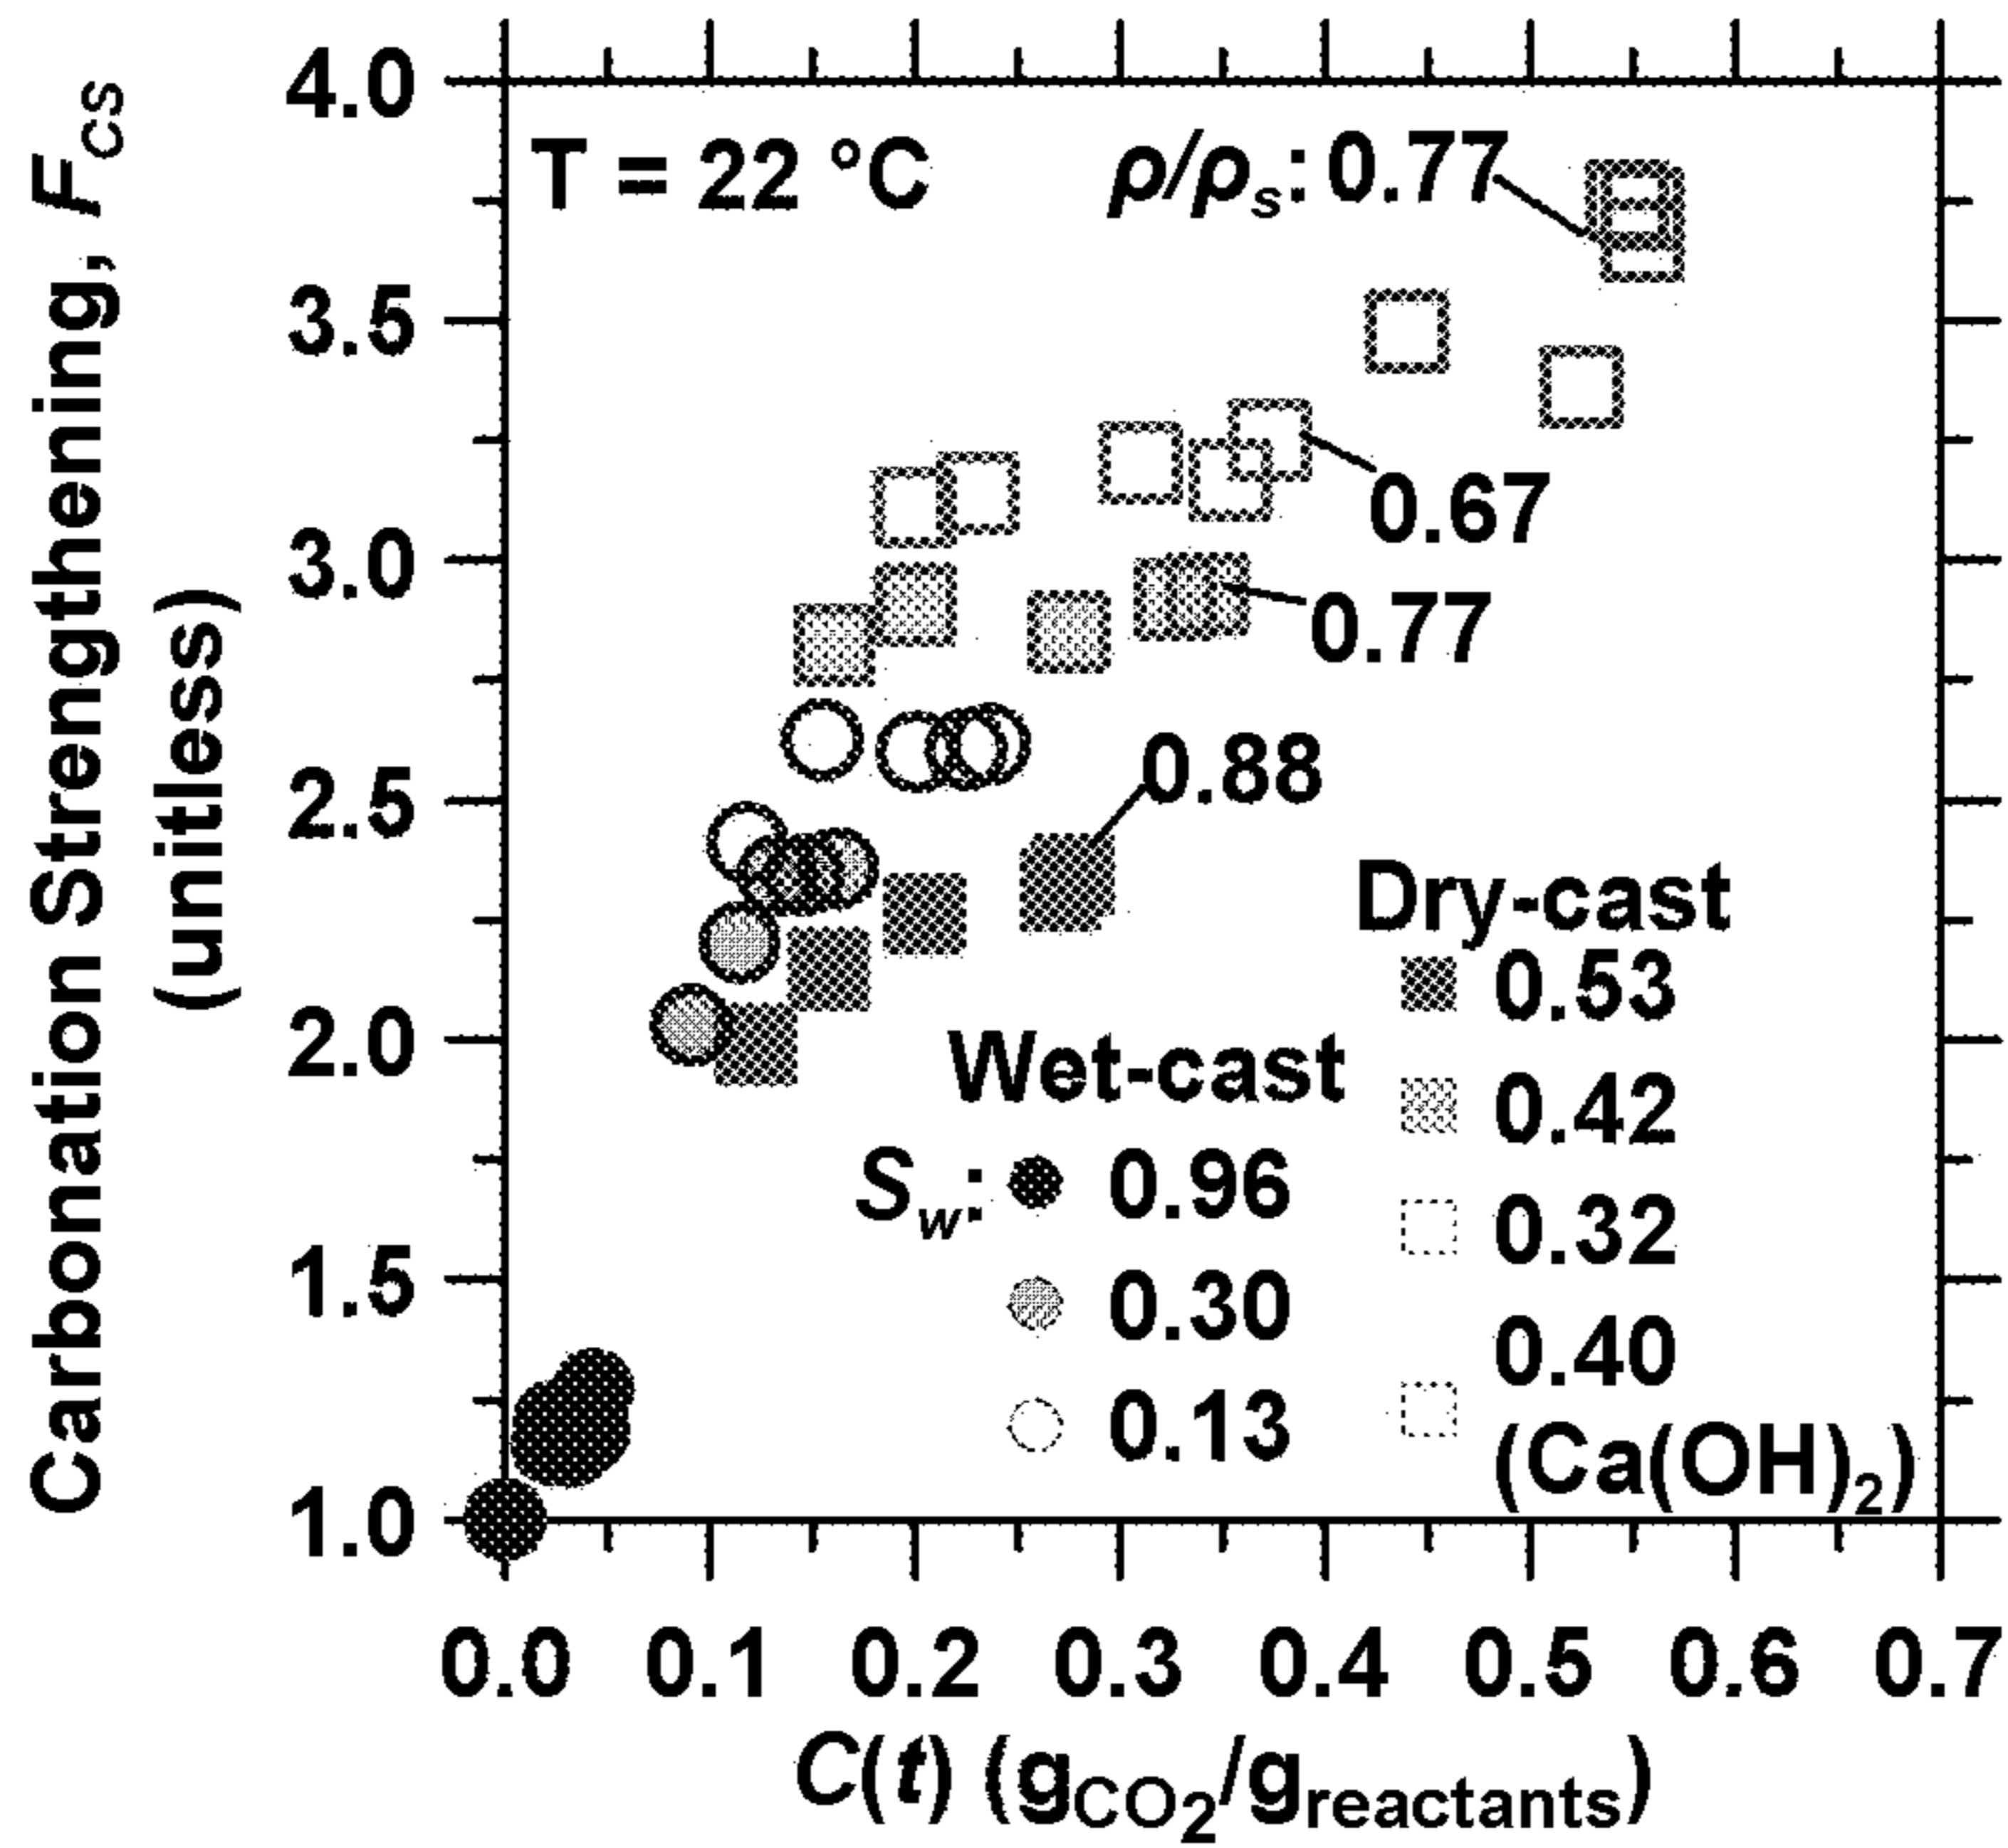 Carbonation Strengthening, F_CS
(unitless)
4.0
3.5
3.0
2.5
2.0
1.5
1.0
T = 22 °C
ρ/ρₛ: 0.77
0.67
0.77
0.88
Wet-cast
S_w: 0.96
0.30
0.13
Dry-cast
0.53
0.42
0.32
0.40
(Ca(OH)₂)
0.0 0.1 0.2 0.3 0.4 0.5 0.6 0.7
C(t) (g_CO₂/g_reactants)